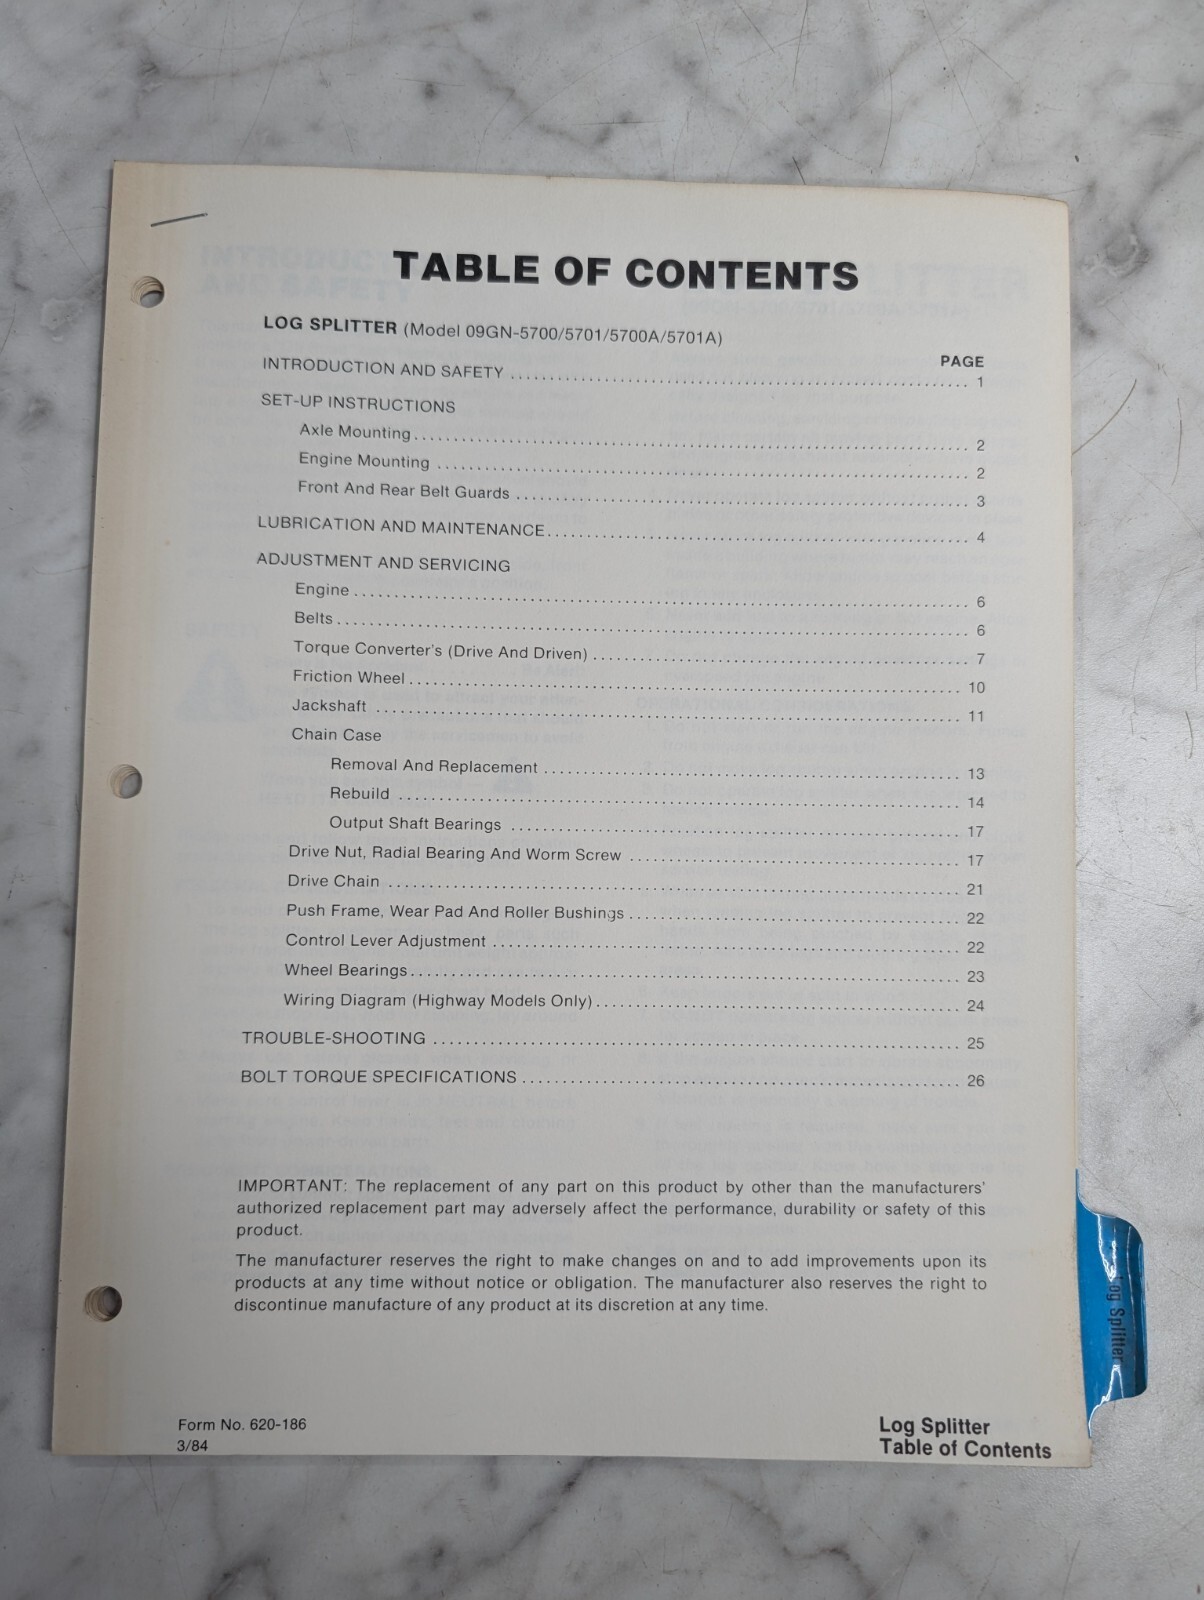 TABLE OF CONTENTS
LOG SPLITTER (Model 09GN-5700/5701/5700A/5701A)
PAGE
INTRODUCTION AND SAFETY ........ 1
SET-UP INSTRUCTIONS
Axle Mounting ........ 2
Engine Mounting ........ 2
Front And Rear Belt Guards ........ 3
LUBRICATION AND MAINTENANCE ........ 4
ADJUSTMENT AND SERVICING
Engine ........ 6
Belts ........ 6
Torque Converter's (Drive And Driven) ........ 7
Friction Wheel ........ 10
Jackshaft ........ 11
Chain Case
Removal And Replacement ........ 13
Rebuild ........ 14
Output Shaft Bearings ........ 17
Drive Nut, Radial Bearing And Worm Screw ........ 17
Drive Chain ........ 21
Push Frame, Wear Pad And Roller Bushings ........ 22
Control Lever Adjustment ........ 22
Wheel Bearings ........ 23
Wiring Diagram (Highway Models Only) ........ 24
TROUBLE-SHOOTING ........ 25
BOLT TORQUE SPECIFICATIONS ........ 26
IMPORTANT: The replacement of any part on this product by other than the manufacturers'
authorized replacement part may adversely affect the performance, durability or safety of this
product.
The manufacturer reserves the right to make changes on and to add improvements upon its
products at any time without notice or obligation. The manufacturer also reserves the right to
discontinue manufacture of any product at its discretion at any time.
Form No. 620-186
3/84
Log Splitter
Table of Contents
Log Splitter